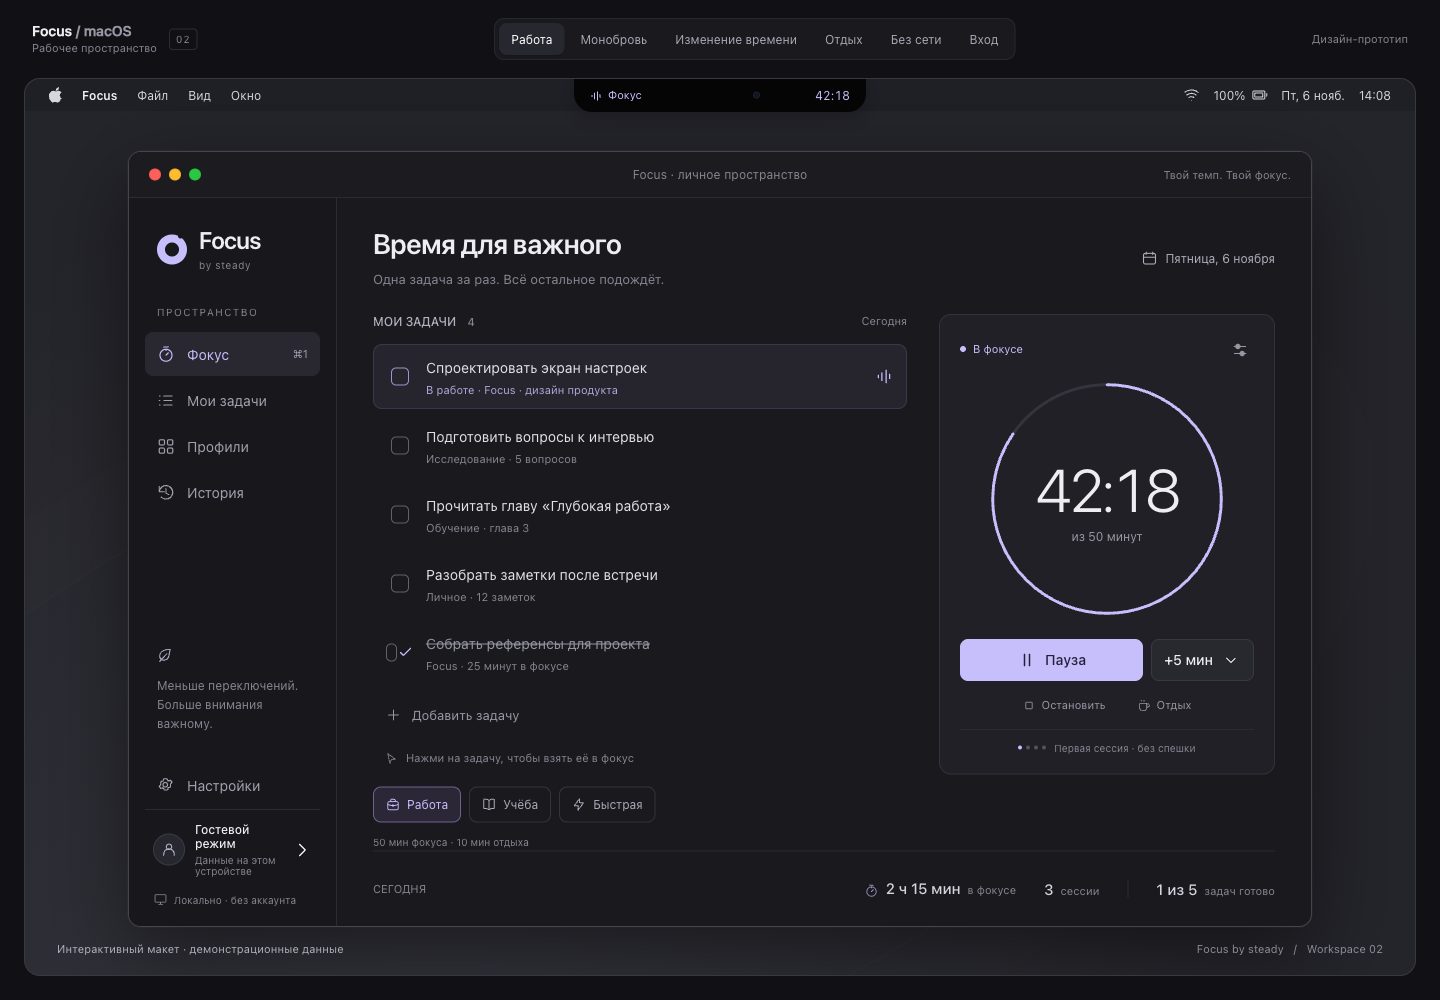 Focus / macOS
Рабочее пространство
02
Работа
Монобровь
Изменение времени
Отдых
Без сети
Вход
Дизайн-прототип
Focus
Файл
Вид
Окно
Фокус
42:18
100%
Пт, 6 нояб.
14:08
Focus · личное пространство
Твой темп. Твой фокус.
Focus
by steady
ПРОСТРАНСТВО
Фокус
⌘1
Мои задачи
Профили
История
Меньше переключений.
Больше внимания
важному.
Настройки
Гостевой
режим
Данные на этом
устройстве
Локально · без аккаунта
Время для важного
Одна задача за раз. Всё остальное подождёт.
Пятница, 6 ноября
МОИ ЗАДАЧИ 4
Сегодня
Спроектировать экран настроек
В работе · Focus · дизайн продукта
Подготовить вопросы к интервью
Исследование · 5 вопросов
Прочитать главу «Глубокая работа»
Обучение · глава 3
Разобрать заметки после встречи
Личное · 12 заметок
Собрать референсы для проекта
Focus · 25 минут в фокусе
Добавить задачу
Нажми на задачу, чтобы взять её в фокус
Работа
Учёба
Быстрая
50 мин фокуса · 10 мин отдыха
В фокусе
42:18
из 50 минут
Пауза
+5 мин
Остановить
Отдых
Первая сессия · без спешки
СЕГОДНЯ
2 ч 15 мин в фокусе
3 сессии
1 из 5 задач готово
Интерактивный макет · демонстрационные данные
Focus by steady / Workspace 02